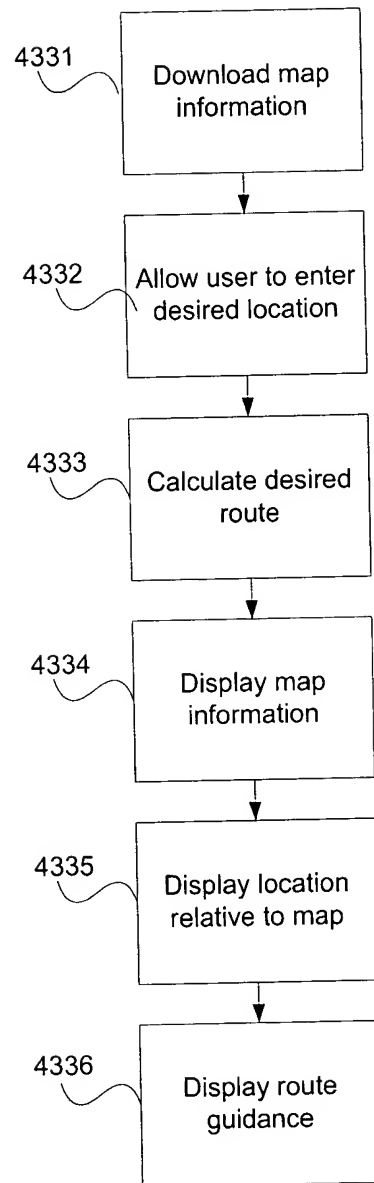 4331
Download map
information
4332
Allow user to enter
desired location
4333
Calculate desired
route
4334
Display map
information
4335
Display location
relative to map
4336
Display route
guidance